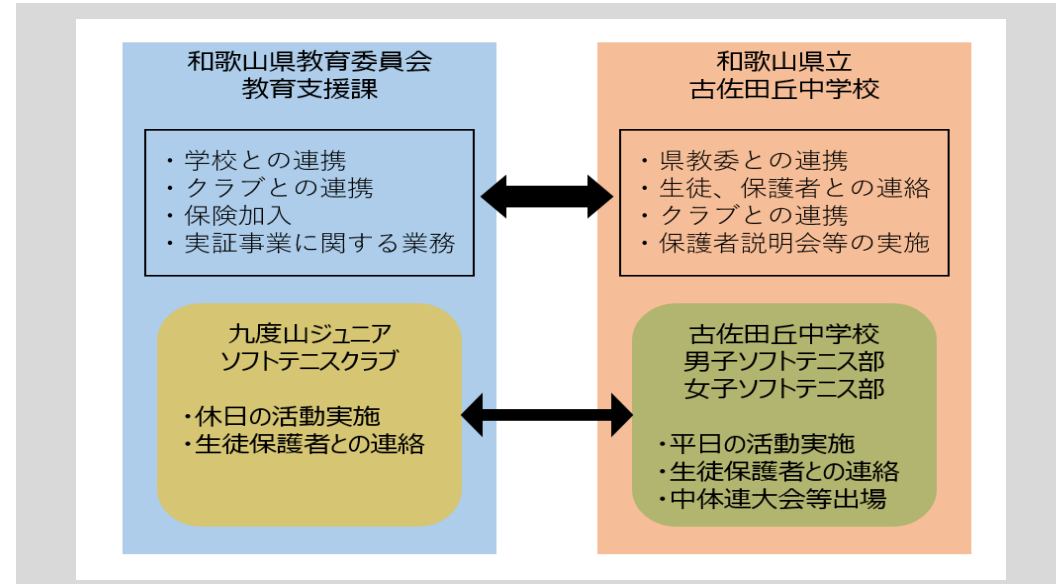 和歌山県教育委員会
教育支援課
・学校との連携
・クラブとの連携
・保険加入
・実証事業に関する業務
九度山ジュニア
ソフトテニスクラブ
・休日の活動実施
・生徒保護者との連絡
和歌山県立
古佐田丘中学校
・県教委との連携
・生徒、保護者との連絡
・クラブとの連携
・保護者説明会等の実施
古佐田丘中学校
男子ソフトテニス部
女子ソフトテニス部
・平日の活動実施
・生徒保護者との連絡
・中体連大会等出場